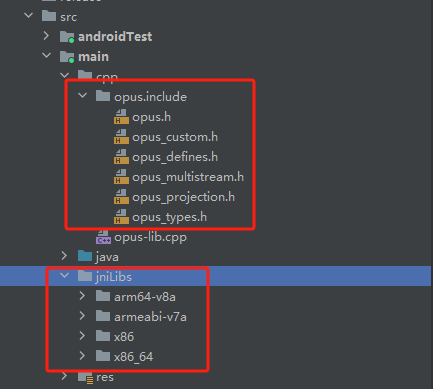 src
androidTest
main
cpp
opus.include
opus.h
opus_custom.h
opus_defines.h
opus_multistream.h
opus_projection.h
opus_types.h
opus-lib.cpp
java
jniLibs
arm64-v8a
armeabi-v7a
x86
x86_64
res